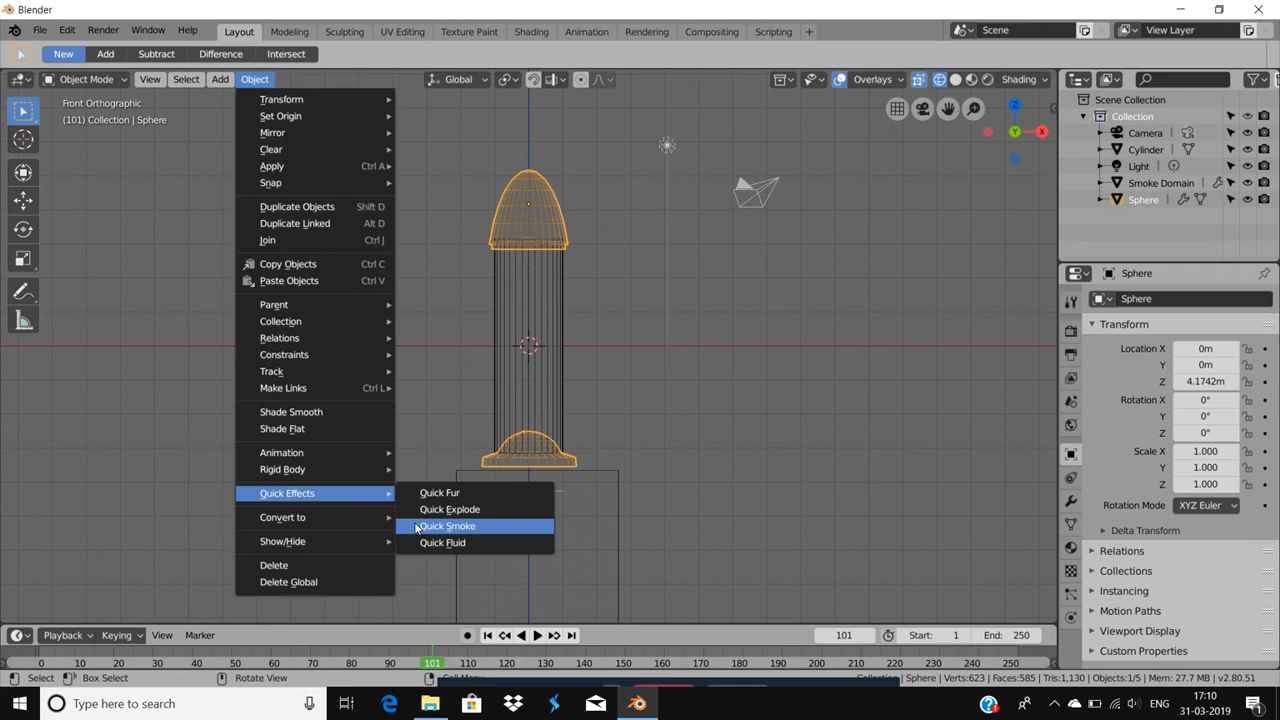 Blender
File Edit Render Window Help
Layout Modeling Sculpting UV Editing Texture Paint Shading Animation Rendering Compositing Scripting +
Scene
View Layer
New Add Subtract Difference Intersect
Object Mode View Select Add Object
Global
Overlays
Shading
Front Orthographic
(101) Collection | Sphere
Transform
Set Origin
Mirror
Clear
Apply Ctrl A
Snap
Duplicate Objects Shift D
Duplicate Linked Alt D
Join Ctrl J
Copy Objects Ctrl C
Paste Objects Ctrl V
Parent
Collection
Relations
Constraints
Track
Make Links Ctrl L
Shade Smooth
Shade Flat
Animation
Rigid Body
Quick Effects
Convert to
Show/Hide
Delete
Delete Global
Quick Fur
Quick Explode
Quick Smoke
Quick Fluid
Z
Y
X
Scene Collection
Collection
Camera
Cylinder
Light
Smoke Domain
Sphere
Sphere
Sphere
Transform
Location X 0m
Y 0m
Z 4.1742m
Rotation X 0°
Y 0°
Z 0°
Scale X 1.000
Y 1.000
Z 1.000
Rotation Mode XYZ Euler
Delta Transform
Relations
Collections
Instancing
Motion Paths
Viewport Display
Custom Properties
Playback Keying View Marker
101 Start: 1 End: 250
0 10 20 30 40 50 60 70 80 90 101 110 120 130 140 150 160 170 180 190 200 210 220 230 240 250
Select Box Select Rotate View Call Menu
| Sphere | Verts:623 | Faces:585 | Tris:1,130 | Objects:1/5 | Mem: 27.7 MB | v2.80.51
Type here to search
ENG
17:10
31-03-2019
1